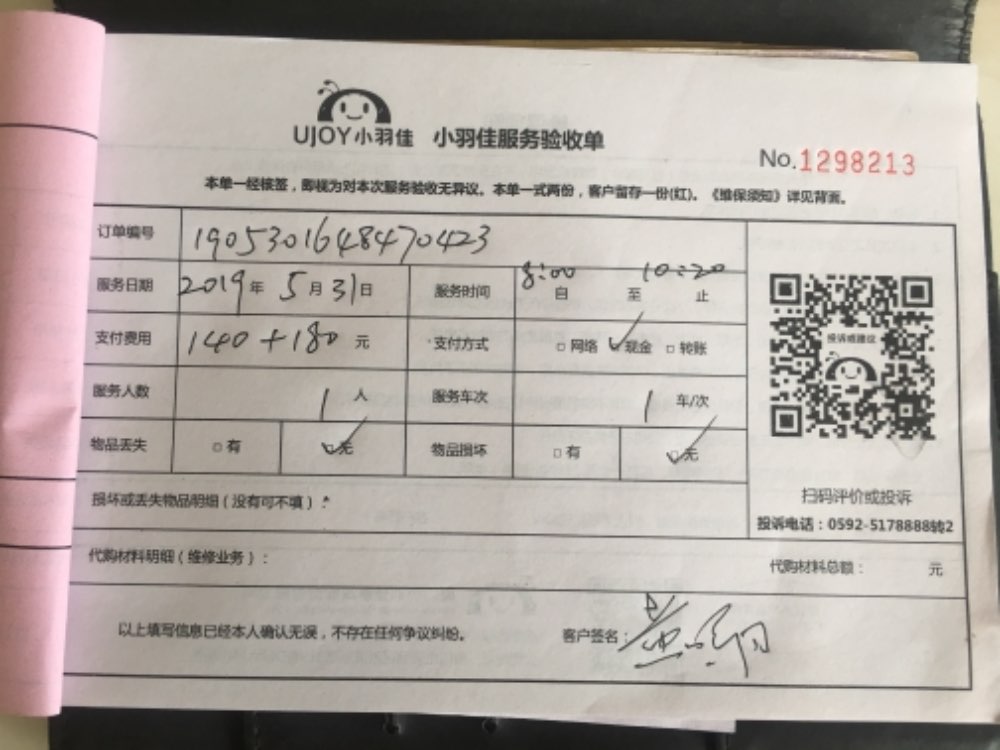 UJOY小羽佳 小羽佳服务验收单
No.1298213
本单一经核签，即视为对本次服务验收无异议。本单一式两份，客户留存一份(红)。《维保须知》详见背面。
订单编号 1905301648470423
服务日期 2019年 5月31日 服务时间 8:00 自 至 10:20 止
支付费用 140+180 元 支付方式 □网络 ☑现金 □转账
服务人数 1 人 服务车次 1 车/次
物品丢失 □有 ☑无 物品损坏 □有 ☑无
投诉或建议
扫码评价或投诉
投诉电话：0592-5178888转2
损坏或丢失物品明细（没有可不填）：
代购材料明细（维修业务）： 代购材料总额： 元
以上填写信息已经本人确认无误，不存在任何争议纠纷。 客户签名：